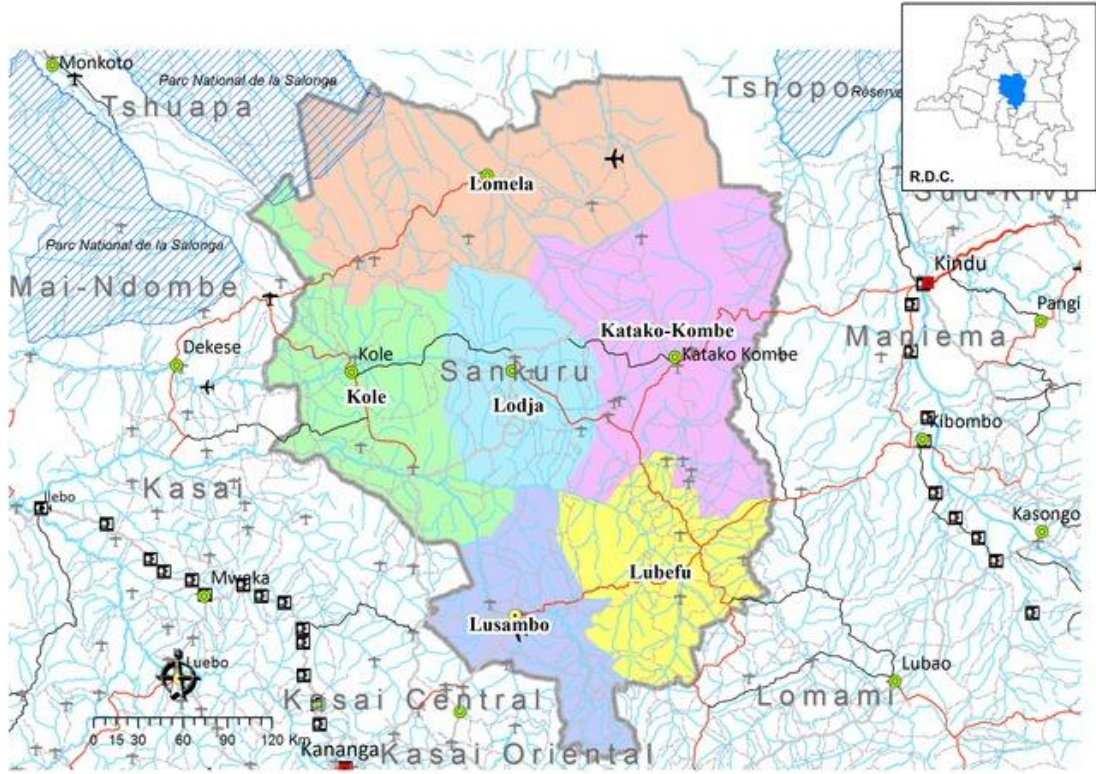 Monkoto
Parc National de la Salonga
Tshuapa
Tshopo
Réserve
R.D.C.
Sud-Kivu
Lomela
Parc National de la Salonga
Mai-Ndombe
Kindu
Pangi
Maniema
Katako-Kombe
Katako Kombe
Dekese
Kole
Sankuru
Kole
Lodja
Kibombo
Kasai
Ilebo
Kasongo
Mweka
Lubefu
Lusambo
Luebo
Lubao
Lomami
Kasai Central
0 15 30 60 90 120 Km
Kananga
Kasai Oriental